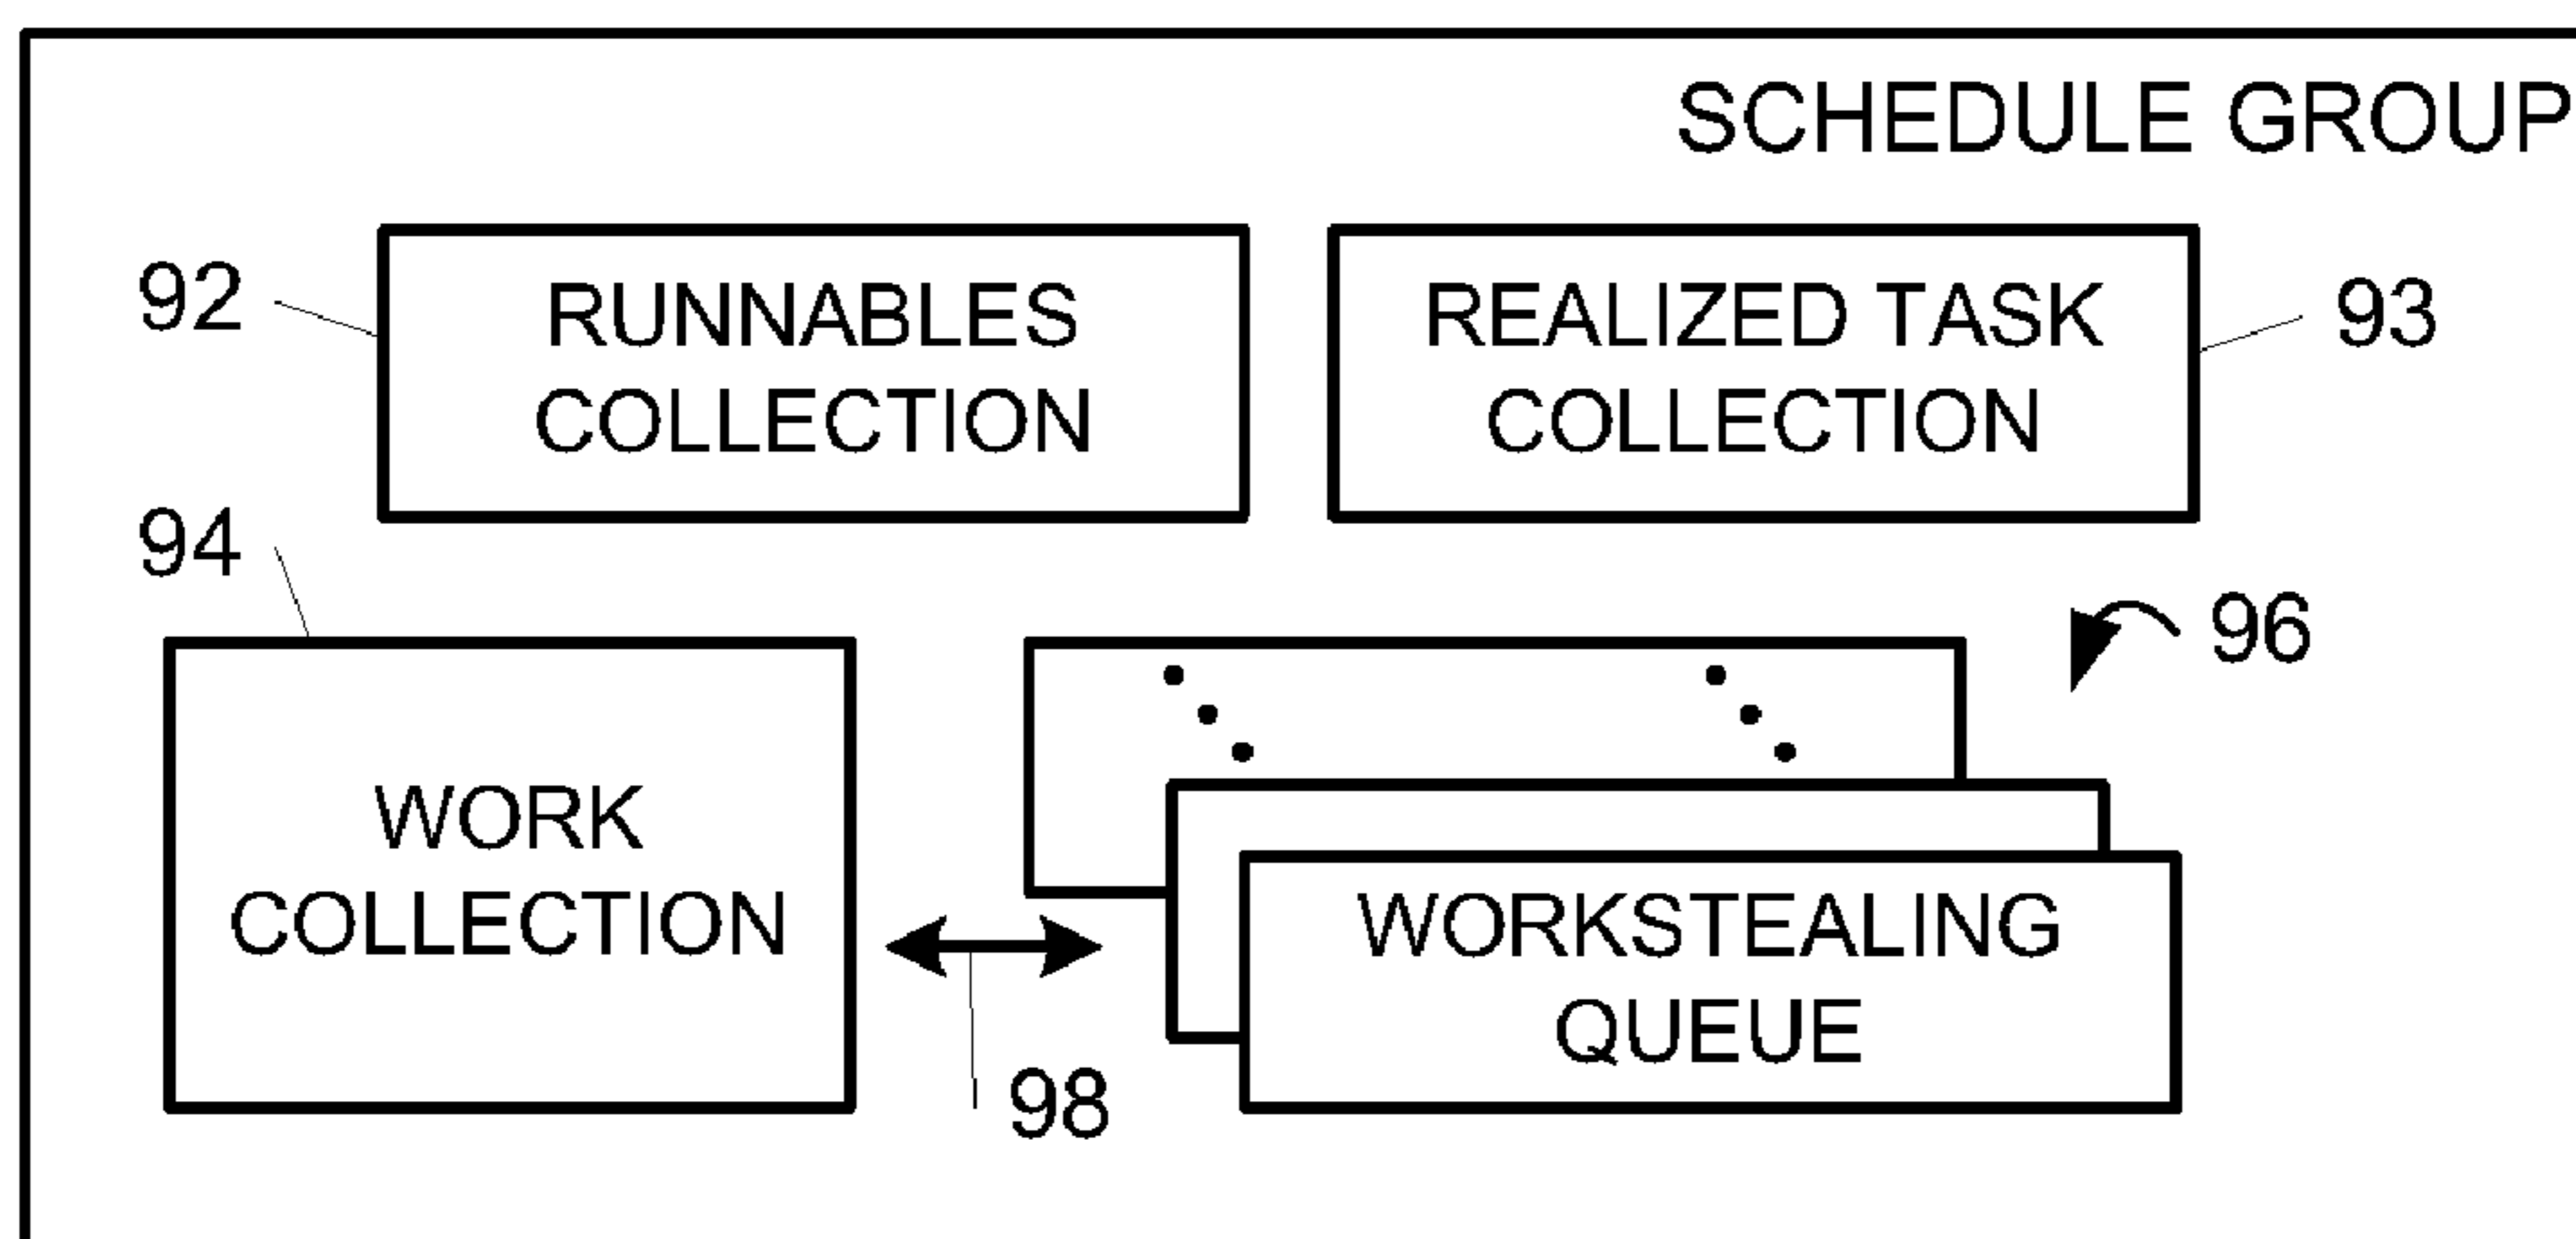 SCHEDULE GROUP
92
RUNNABLES
COLLECTION
REALIZED TASK
COLLECTION
93
94
WORK
COLLECTION
96
WORKSTEALING
QUEUE
98